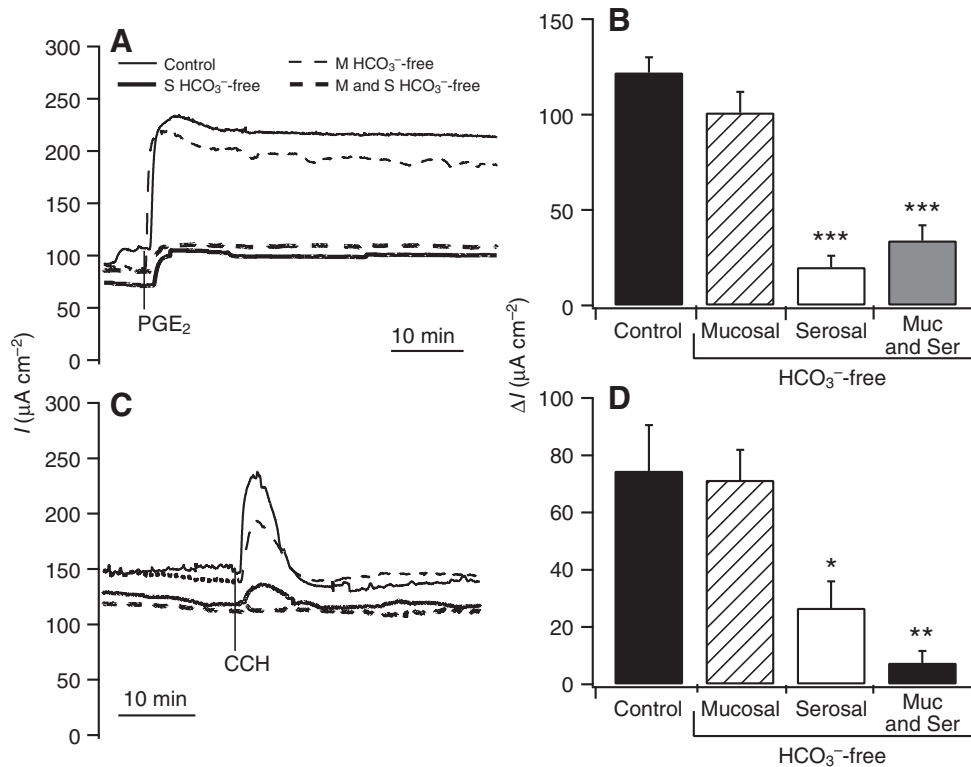 A
300
250
200
150
100
50
0
Control
S HCO₃⁻-free
M HCO₃⁻-free
M and S HCO₃⁻-free
PGE₂
10 min
I (μA cm⁻²)
B
150
100
50
0
***
***
Control
Mucosal
Serosal
Muc
and Ser
HCO₃⁻-free
ΔI (μA cm⁻²)
C
300
250
200
150
100
50
0
CCH
10 min
D
100
80
60
40
20
0
*
**
Control
Mucosal
Serosal
Muc
and Ser
HCO₃⁻-free